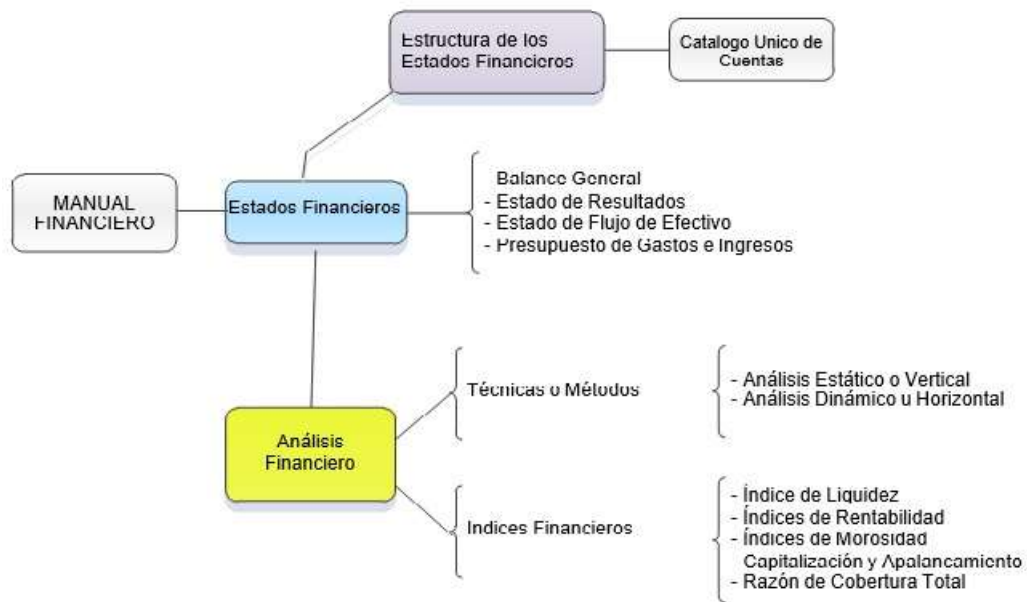 Estructura de los
Estados Financieros
Catalogo Unico de
Cuentas
MANUAL
FINANCIERO
Estados Financieros
Balance General
- Estado de Resultados
- Estado de Flujo de Efectivo
- Presupuesto de Gastos e Ingresos
Análisis
Financiero
Técnicas o Métodos
- Análisis Estático o Vertical
- Análisis Dinámico u Horizontal
Indices Financieros
- Índice de Liquidez
- Índices de Rentabilidad
- Índices de Morosidad
Capitalización y Apalancamiento
- Razón de Cobertura Total